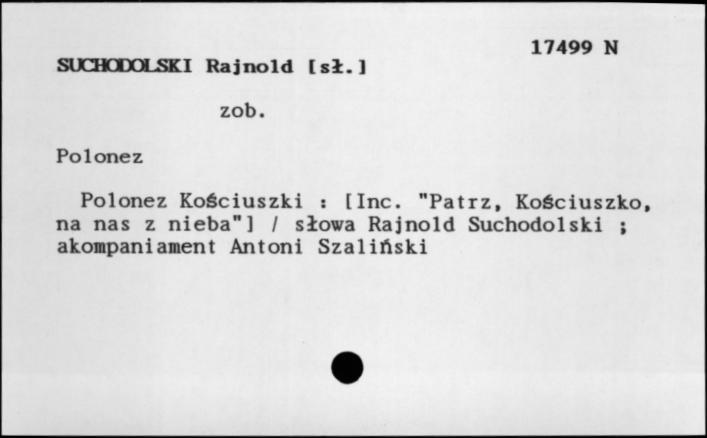 17499 N
SUCHODOLSKI Rajnold [sł.]
zob.
Polonez
Polonez Kościuszki : [Inc. "Patrz, Kościuszko,
na nas z nieba"] / słowa Rajnold Suchodolski ;
akompaniament Antoni Szaliński